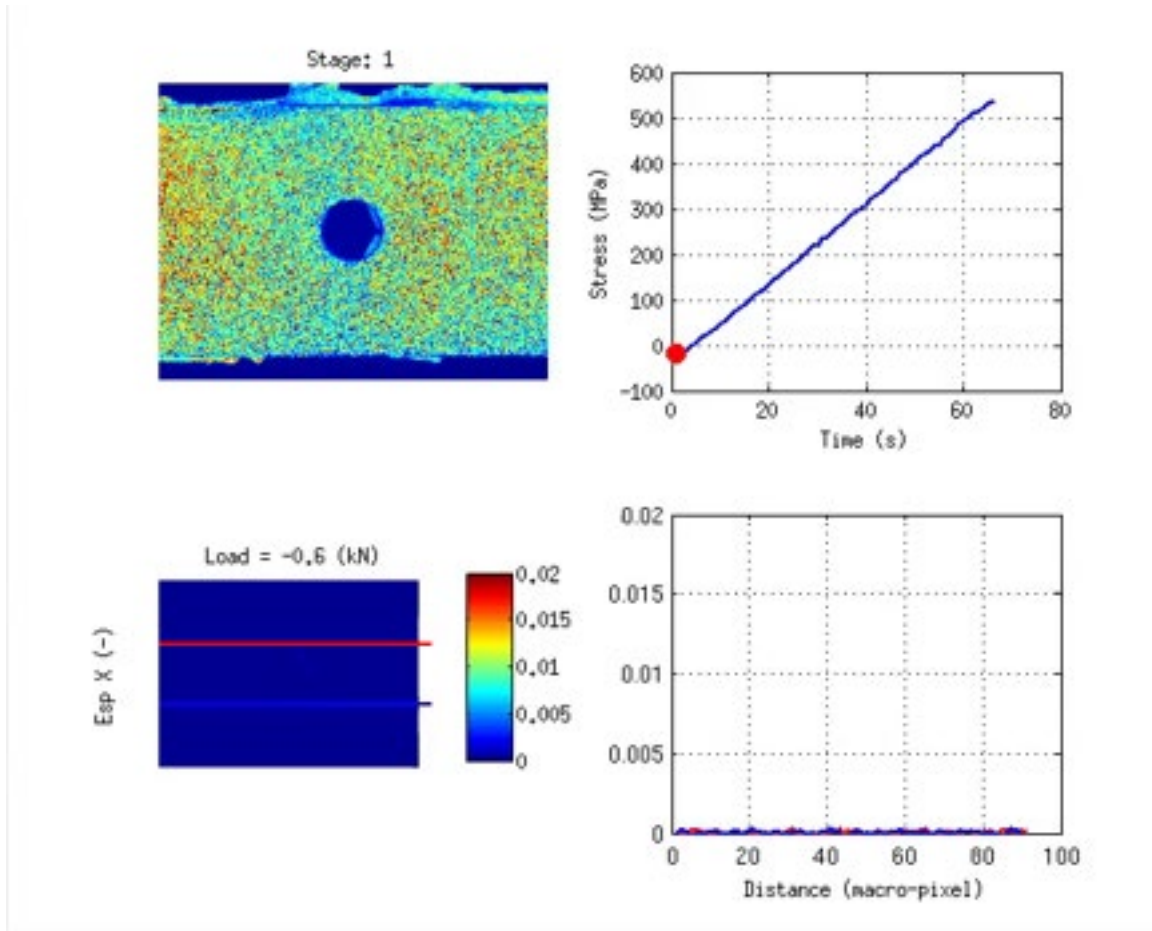 Stage: 1
600
500
400
300
200
100
0
-100
Stress (MPa)
0 20 40 60 80
Time (s)
Load = -0.6 (kN)
Esp X (-)
0.02
0.015
0.01
0.005
0
0.02
0.015
0.01
0.005
0
0 20 40 60 80 100
Distance (macro-pixel)